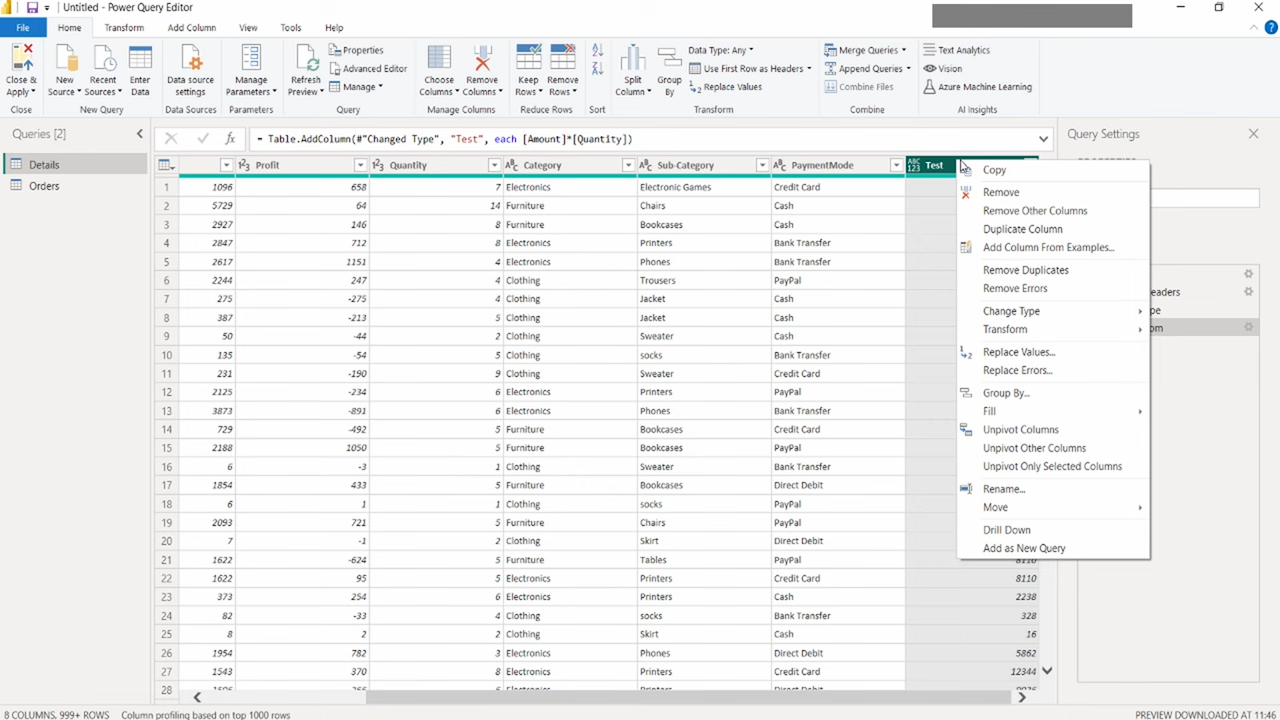 Untitled - Power Query Editor
File Home Transform Add Column View Tools Help
Close & Apply
New Source
Recent Sources
Enter Data
Data source settings
Manage Parameters
Refresh Preview
Properties
Advanced Editor
Manage
Choose Columns
Remove Columns
Keep Rows
Remove Rows
Split Column
Group By
Data Type: Any
Use First Row as Headers
Replace Values
Merge Queries
Append Queries
Combine Files
Text Analytics
Vision
Azure Machine Learning
Close New Query Data Sources Parameters Query Manage Columns Reduce Rows Sort Transform Combine AI Insights
Queries [2]
Details
Orders
fx = Table.AddColumn(#"Changed Type", "Test", each [Amount]*[Quantity])
123 Profit 123 Quantity ABC Category ABC Sub-Category ABC PaymentMode ABC 123 Test
1 1096 658 7 Electronics Electronic Games Credit Card
2 5729 64 14 Furniture Chairs Cash
3 2927 146 8 Furniture Bookcases Cash
4 2847 712 8 Electronics Printers Bank Transfer
5 2617 1151 4 Electronics Phones Bank Transfer
6 2244 247 4 Clothing Trousers PayPal
7 275 -275 4 Clothing Jacket Cash
8 387 -213 5 Clothing Jacket Cash
9 50 -44 2 Clothing Sweater Cash
10 135 -54 5 Clothing socks Bank Transfer
11 231 -190 9 Clothing Sweater Credit Card
12 2125 -234 6 Electronics Printers PayPal
13 3873 -891 6 Electronics Phones Bank Transfer
14 729 -492 5 Furniture Bookcases Credit Card
15 2188 1050 5 Furniture Bookcases PayPal
16 6 -3 1 Clothing Sweater Bank Transfer
17 1854 433 5 Furniture Bookcases Direct Debit
18 6 1 1 Clothing socks PayPal
19 2093 721 5 Furniture Chairs PayPal
20 7 -1 2 Clothing Skirt Direct Debit
21 1622 -624 5 Furniture Tables PayPal 8110
22 1622 95 5 Electronics Printers Credit Card 8110
23 373 254 6 Electronics Phones Cash 2238
24 82 -33 4 Clothing socks Bank Transfer 328
25 8 2 2 Clothing Skirt Cash 16
26 1954 782 3 Electronics Phones Direct Debit 5862
27 1543 370 8 Electronics Printers Credit Card 12344
28
Copy
Remove
Remove Other Columns
Duplicate Column
Add Column From Examples...
Remove Duplicates
Remove Errors
Change Type
Transform
Replace Values...
Replace Errors...
Group By...
Fill
Unpivot Columns
Unpivot Other Columns
Unpivot Only Selected Columns
Rename...
Move
Drill Down
Add as New Query
Query Settings
eaders
pe
om
8 COLUMNS, 999+ ROWS Column profiling based on top 1000 rows PREVIEW DOWNLOADED AT 11:46